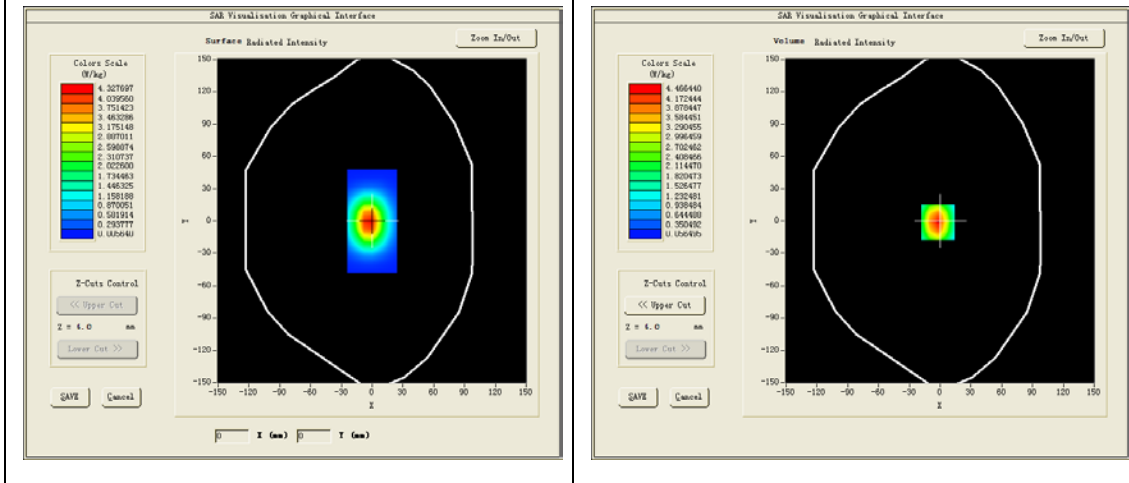 SAR Visualisation Graphical Interface
Surface Radiated Intensity
Zoom In/Out
Colors Scale
(W/kg)
4.327697
4.039560
3.751423
3.463286
3.175148
2.887011
2.598874
2.310737
2.022600
1.734463
1.446325
1.158188
0.870051
0.581914
0.293777
0.005640
Z-Cuts Control
<< Upper Cut
Z = 4.0 mm
Lower Cut >>
SAVE Cancel
150
120
90
60
30
0
-30
-60
-90
-120
-150
Y
-150 -120 -90 -60 -30 0 30 60 90 120 150
X
0 X (mm) 0 Y (mm)
SAR Visualisation Graphical Interface
Volume Radiated Intensity
Zoom In/Out
Colors Scale
(W/kg)
4.466440
4.172444
3.878447
3.584451
3.290455
2.996459
2.702462
2.408466
2.114470
1.820473
1.526477
1.232481
0.938484
0.644488
0.350492
0.056495
Z-Cuts Control
<< Upper Cut
Z = 4.0 mm
Lower Cut >>
SAVE Cancel
150
120
90
60
30
0
-30
-60
-90
-120
-150
Y
-150 -120 -90 -60 -30 0 30 60 90 120 150
X